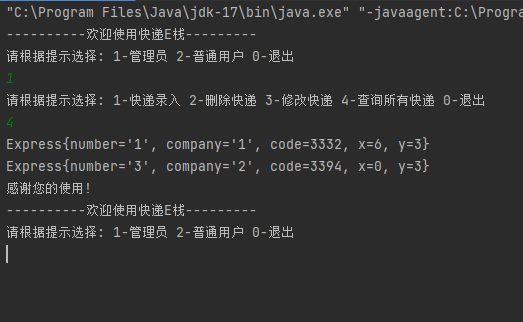 "C:\Program Files\Java\jdk-17\bin\java.exe" "-javaagent:C:\Progra
----------欢迎使用快递E栈---------
请根据提示选择: 1-管理员 2-普通用户 0-退出
1
请根据提示选择: 1-快递录入 2-删除快递 3-修改快递 4-查询所有快递 0-退出
4
Express{number='1', company='1', code=3332, x=6, y=3}
Express{number='3', company='2', code=3394, x=0, y=3}
感谢您的使用!
----------欢迎使用快递E栈---------
请根据提示选择: 1-管理员 2-普通用户 0-退出